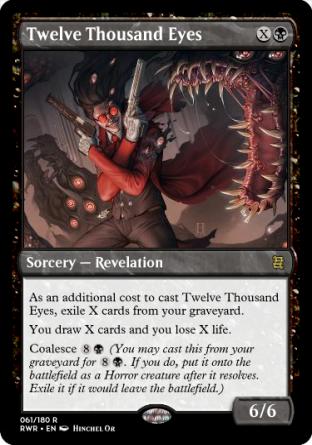 Twelve Thousand Eyes X
Sorcery — Revelation
As an additional cost to cast Twelve Thousand
Eyes, exile X cards from your graveyard.
You draw X cards and you lose X life.
Coalesce 8 (You may cast this from your
graveyard for 8 . If you do, put it onto the
battlefield as a Horror creature after it resolves.
Exile it if it would leave the battlefield.)
6/6
061/180 R
RWR • EN Hinchel Or